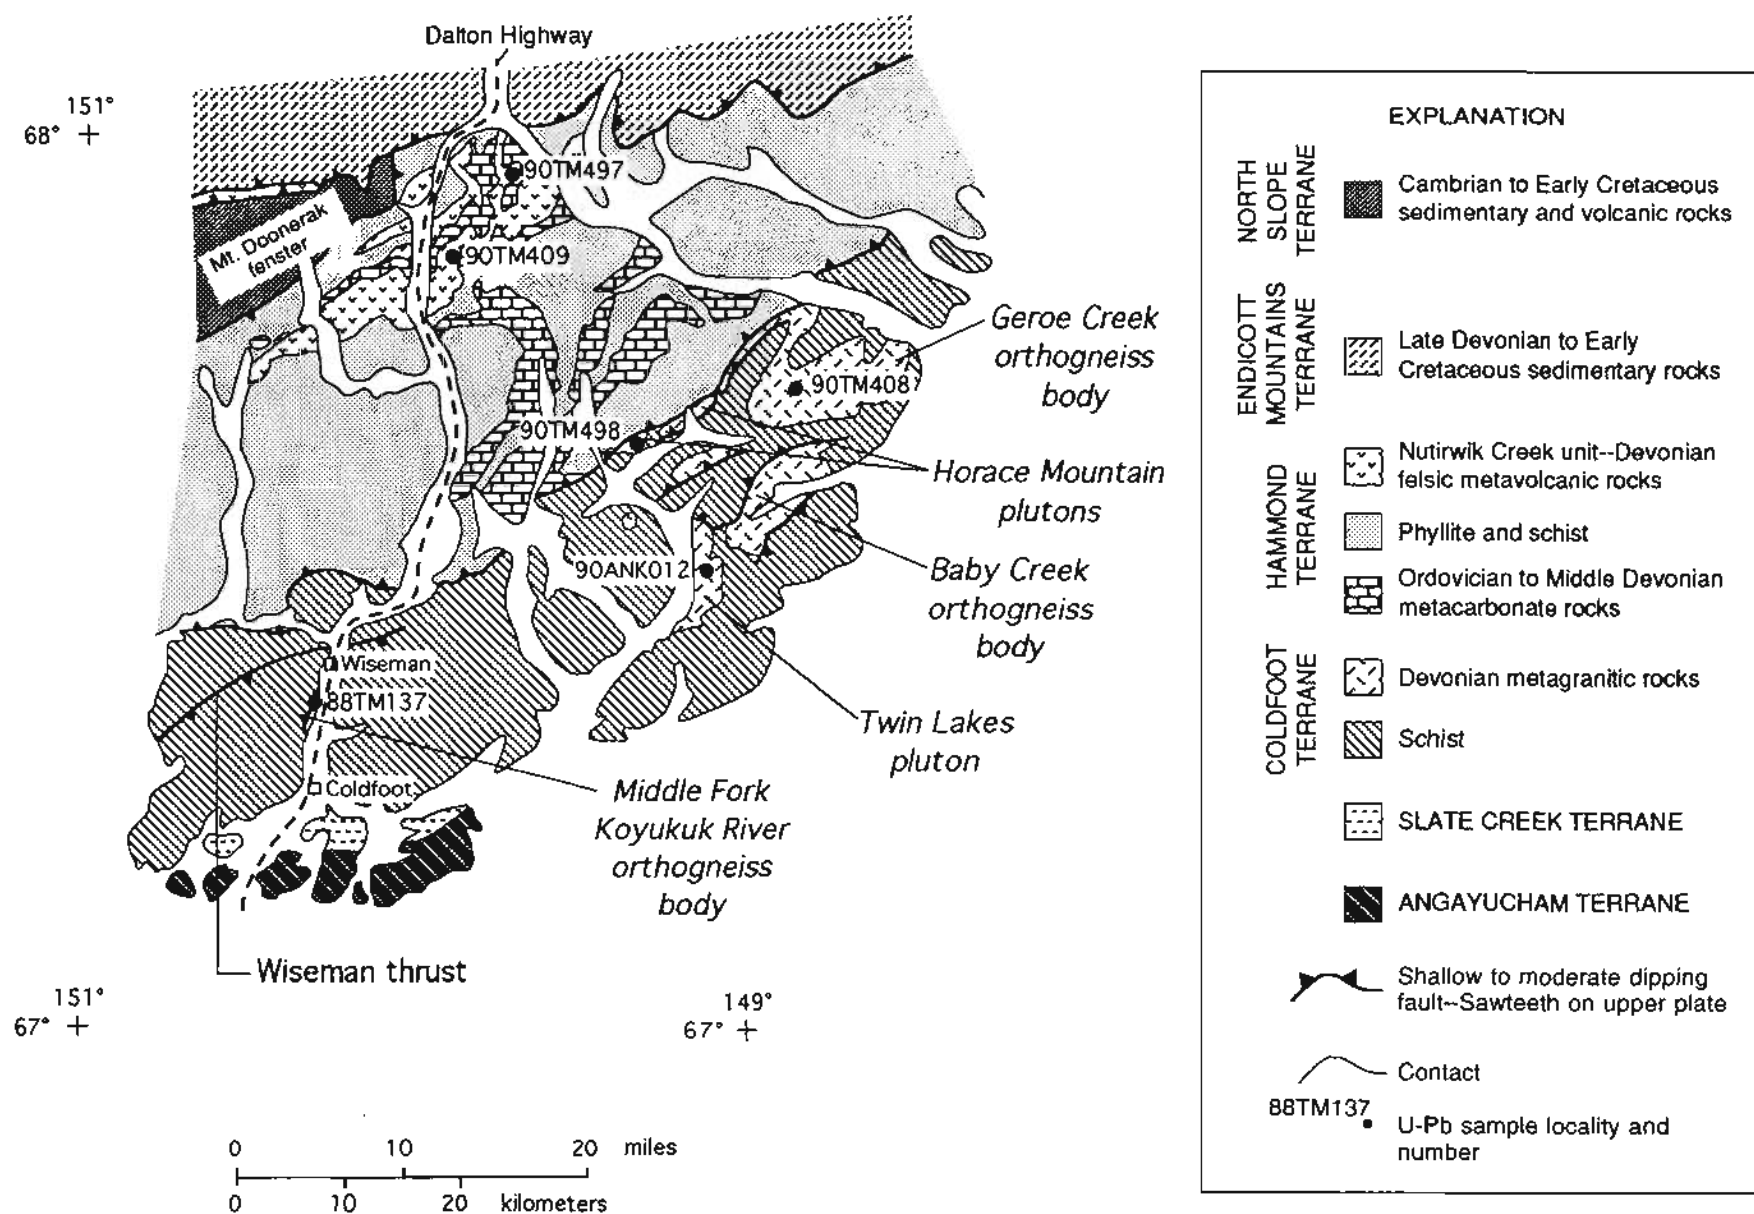 Dalton Highway
151°
68°
90TM497
Mt. Doonerak
fenster
90TM409
Geroe Creek
orthogneiss
body
90TM408
90TM498
Horace Mountain
plutons
90ANK012
Baby Creek
orthogneiss
body
Wiseman
88TM137
Twin Lakes
pluton
Coldfoot
Middle Fork
Koyukuk River
orthogneiss
body
Wiseman thrust
151°
67°
149°
67°
0 10 20 miles
0 10 20 kilometers
EXPLANATION
NORTH
SLOPE
TERRANE
Cambrian to Early Cretaceous
sedimentary and volcanic rocks
ENDICOTT
MOUNTAINS
TERRANE
Late Devonian to Early
Cretaceous sedimentary rocks
HAMMOND
TERRANE
Nutirwik Creek unit--Devonian
felsic metavolcanic rocks
Phyllite and schist
Ordovician to Middle Devonian
metacarbonate rocks
COLDFOOT
TERRANE
Devonian metagranitic rocks
Schist
SLATE CREEK TERRANE
ANGAYUCHAM TERRANE
Shallow to moderate dipping
fault--Sawteeth on upper plate
Contact
88TM137
U-Pb sample locality and
number